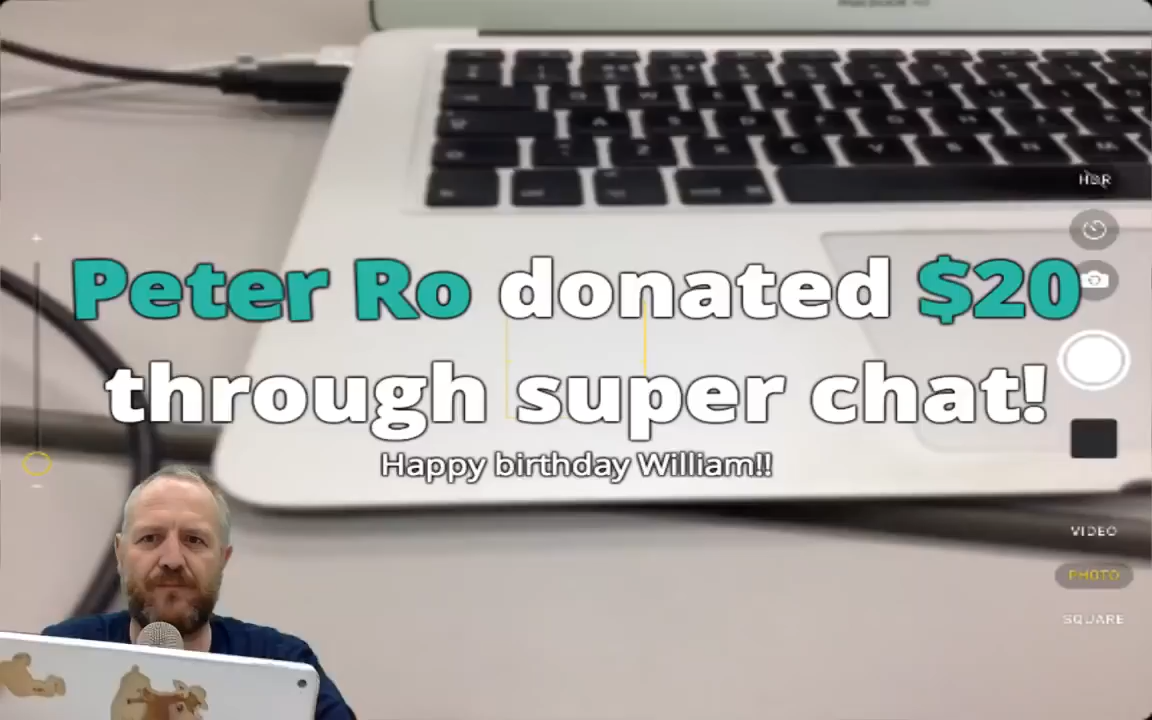 HDR
Peter Ro donated $20
through super chat!
Happy birthday William!!
VIDEO
PHOTO
SQUARE